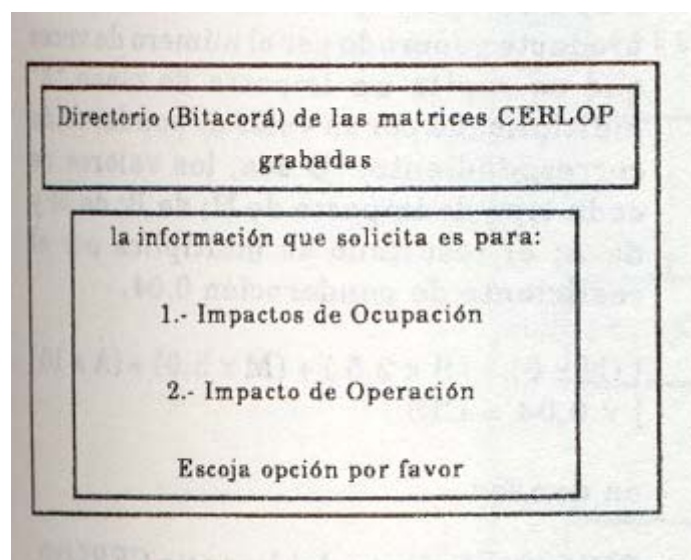 Directorio (Bitacorá) de las matrices CERLOP
grabadas
la información que solicita es para:
1.- Impactos de Ocupación
2.- Impacto de Operación
Escoja opción por favor